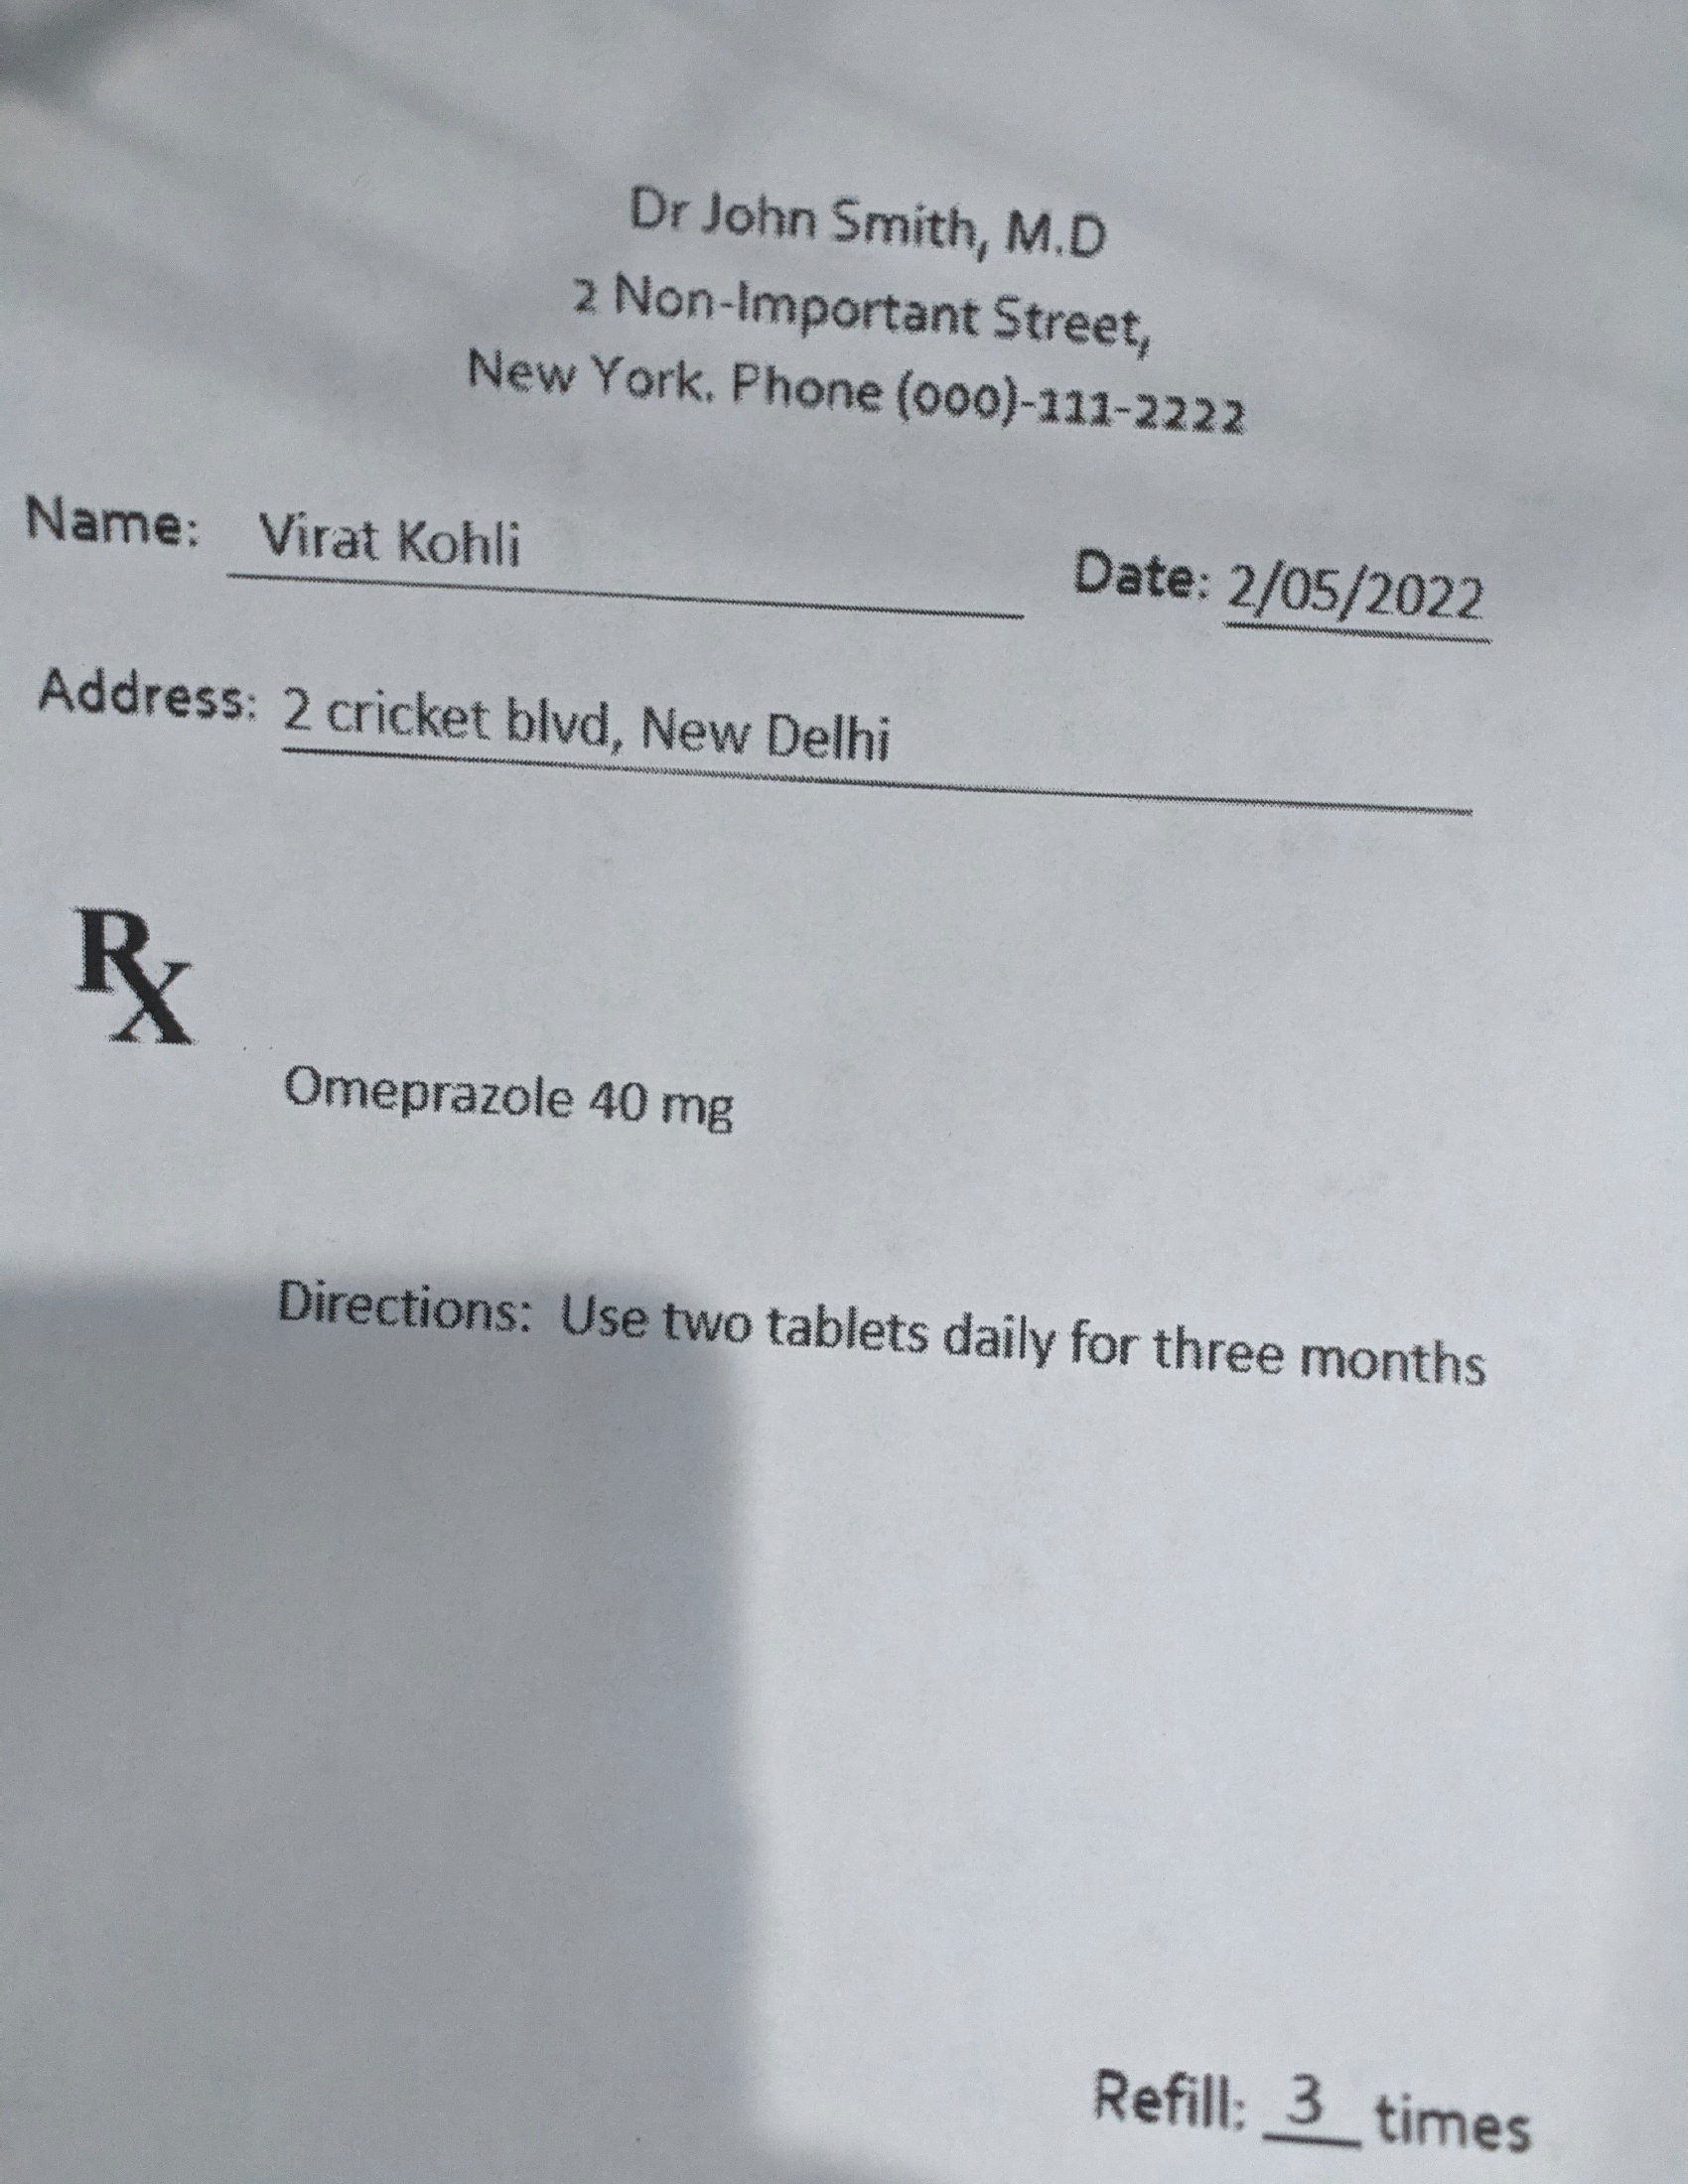 Dr John Smith, M.D
2 Non-Important Street,
New York. Phone (000)-111-2222
Name: Virat Kohli Date: 2/05/2022
Address: 2 cricket blvd, New Delhi
Rx
Omeprazole 40 mg
Directions: Use two tablets daily for three months
Refill: 3 times